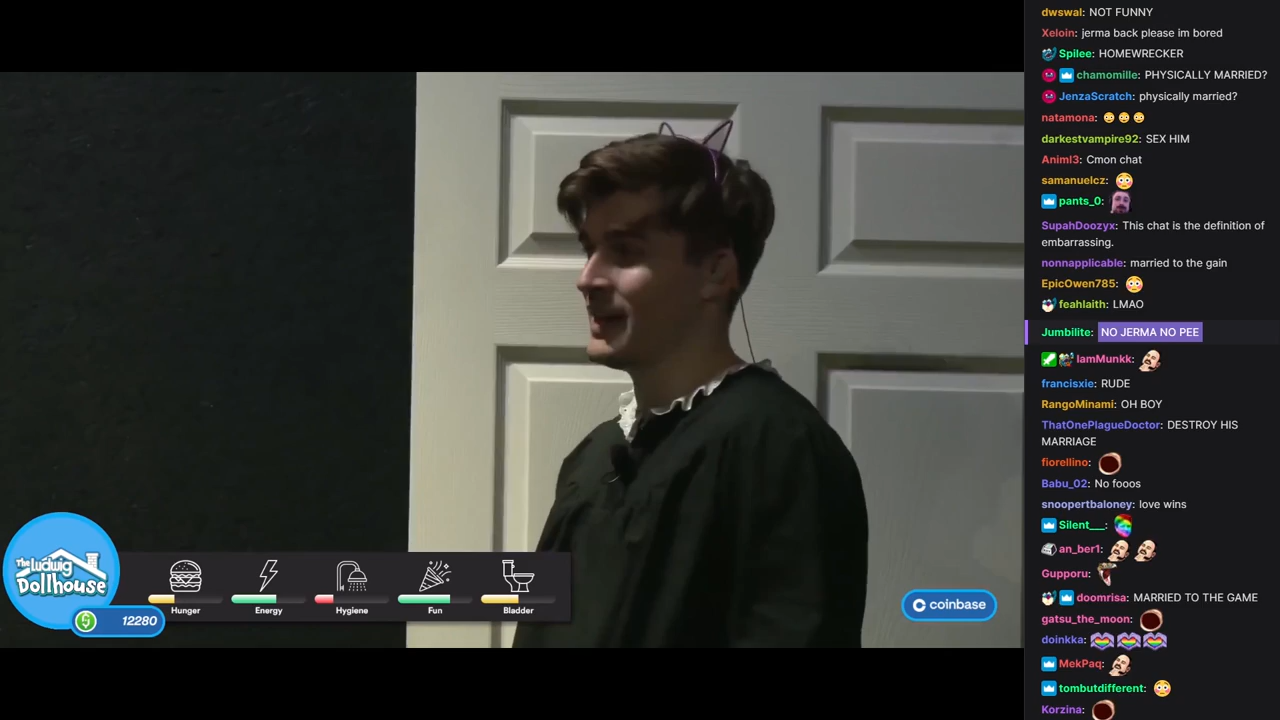 The Ludwig
Dollhouse
12280
Hunger
Energy
Hygiene
Fun
Bladder
coinbase
dwswal: NOT FUNNY
Xeloin: jerma back please im bored
Spilee: HOMEWRECKER
chamomille: PHYSICALLY MARRIED?
JenzaScratch: physically married?
natamona:
darkestvampire92: SEX HIM
Animl3: Cmon chat
samanuelcz:
pants_0:
SupahDoozyx: This chat is the definition of
embarrassing.
nonnapplicable: married to the gain
EpicOwen785:
feahlaith: LMAO
Jumbilite: NO JERMA NO PEE
IamMunkk:
francisxie: RUDE
RangoMinami: OH BOY
ThatOnePlagueDoctor: DESTROY HIS
MARRIAGE
fiorellino:
Babu_02: No fooos
snoopertbaloney: love wins
Silent___:
an_ber1:
Gupporu:
doomrisa: MARRIED TO THE GAME
gatsu_the_moon:
doinkka:
MekPaq:
tombutdifferent:
Korzina: